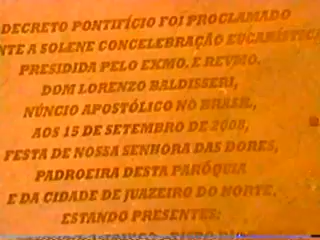 DECRETO PONTIFÍCIO FOI PROCLAMADO
NTE A SOLENE CONCELEBRAÇÃO EUCARÍSTICA
PRESIDIDA PELO EXMO. E REVMO.
DOM LORENZO BALDISSERI,
NÚNCIO APOSTÓLICO NO BRASIL,
AOS 15 DE SETEMBRO DE 2008,
FESTA DE NOSSA SENHORA DAS DORES,
PADROEIRA DESTA PARÓQUIA
E DA CIDADE DE JUAZEIRO DO NORTE,
ESTANDO PRESENTES: